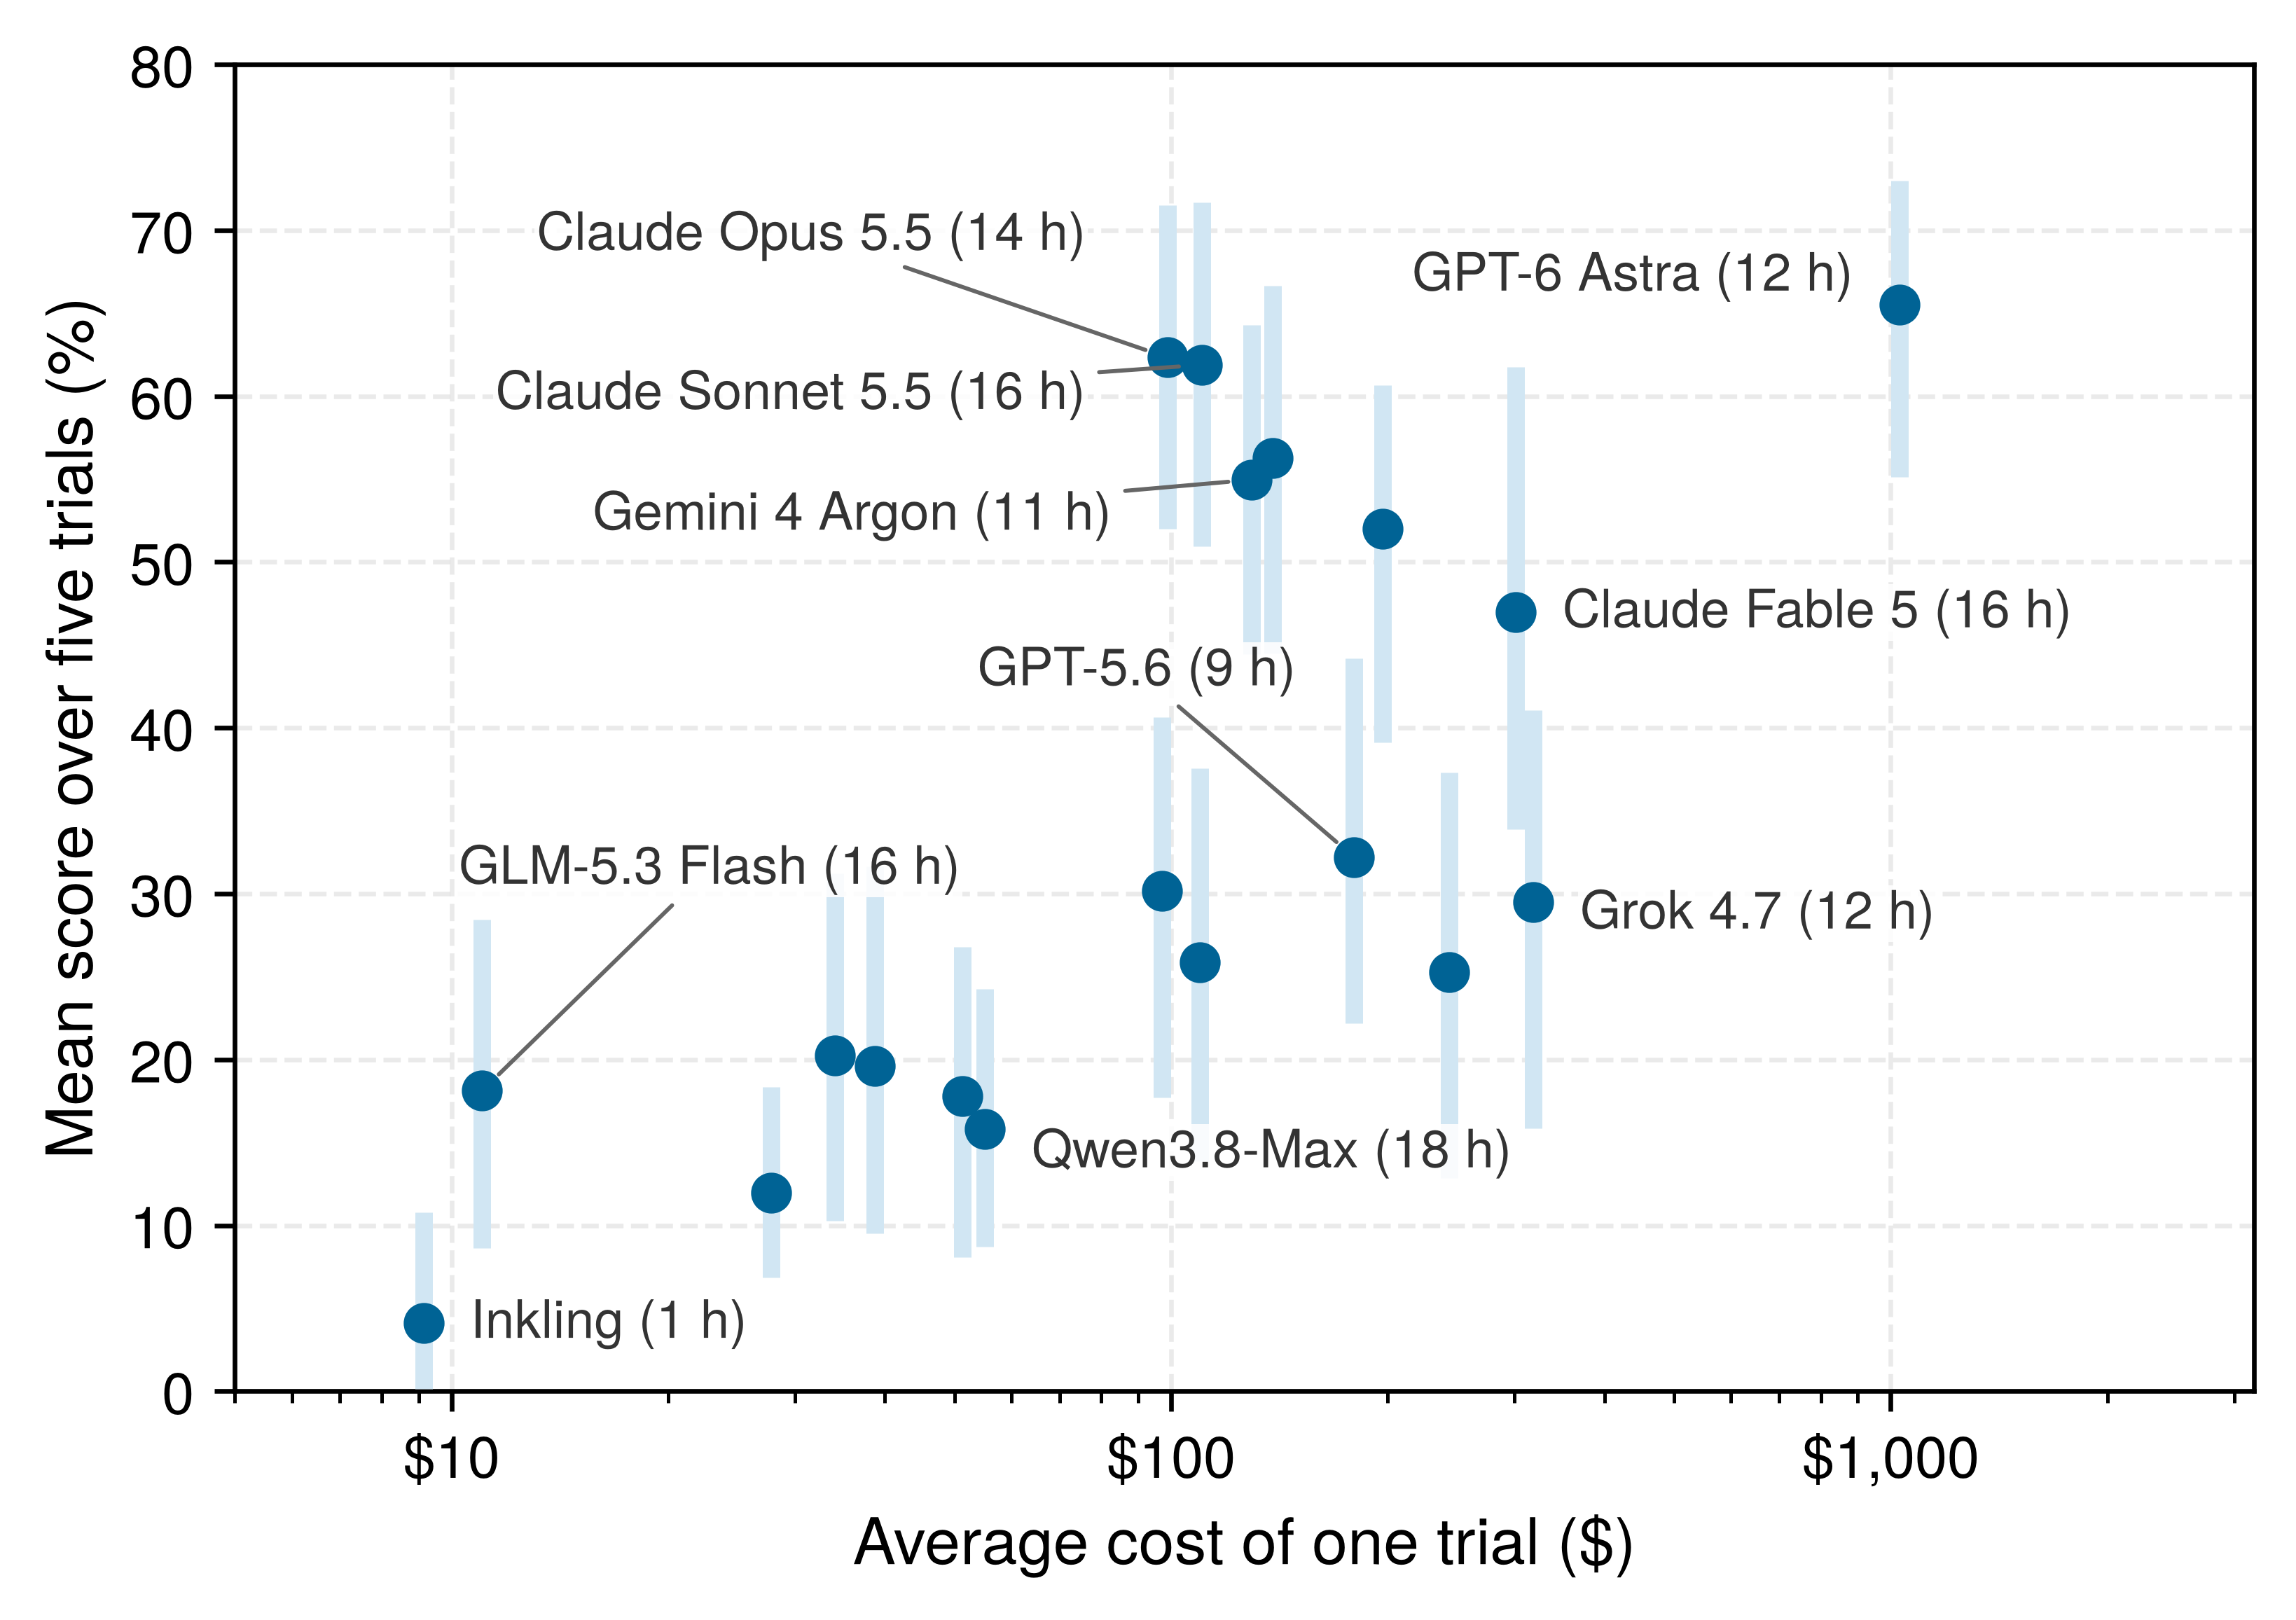 80
70
60
50
40
30
20
10
0
Mean score over five trials (%)
Claude Opus 5.5 (14 h)
GPT-6 Astra (12 h)
Claude Sonnet 5.5 (16 h)
Gemini 4 Argon (11 h)
Claude Fable 5 (16 h)
GPT-5.6 (9 h)
GLM-5.3 Flash (16 h)
Grok 4.7 (12 h)
Qwen3.8-Max (18 h)
Inkling (1 h)
$10
$100
$1,000
Average cost of one trial ($)